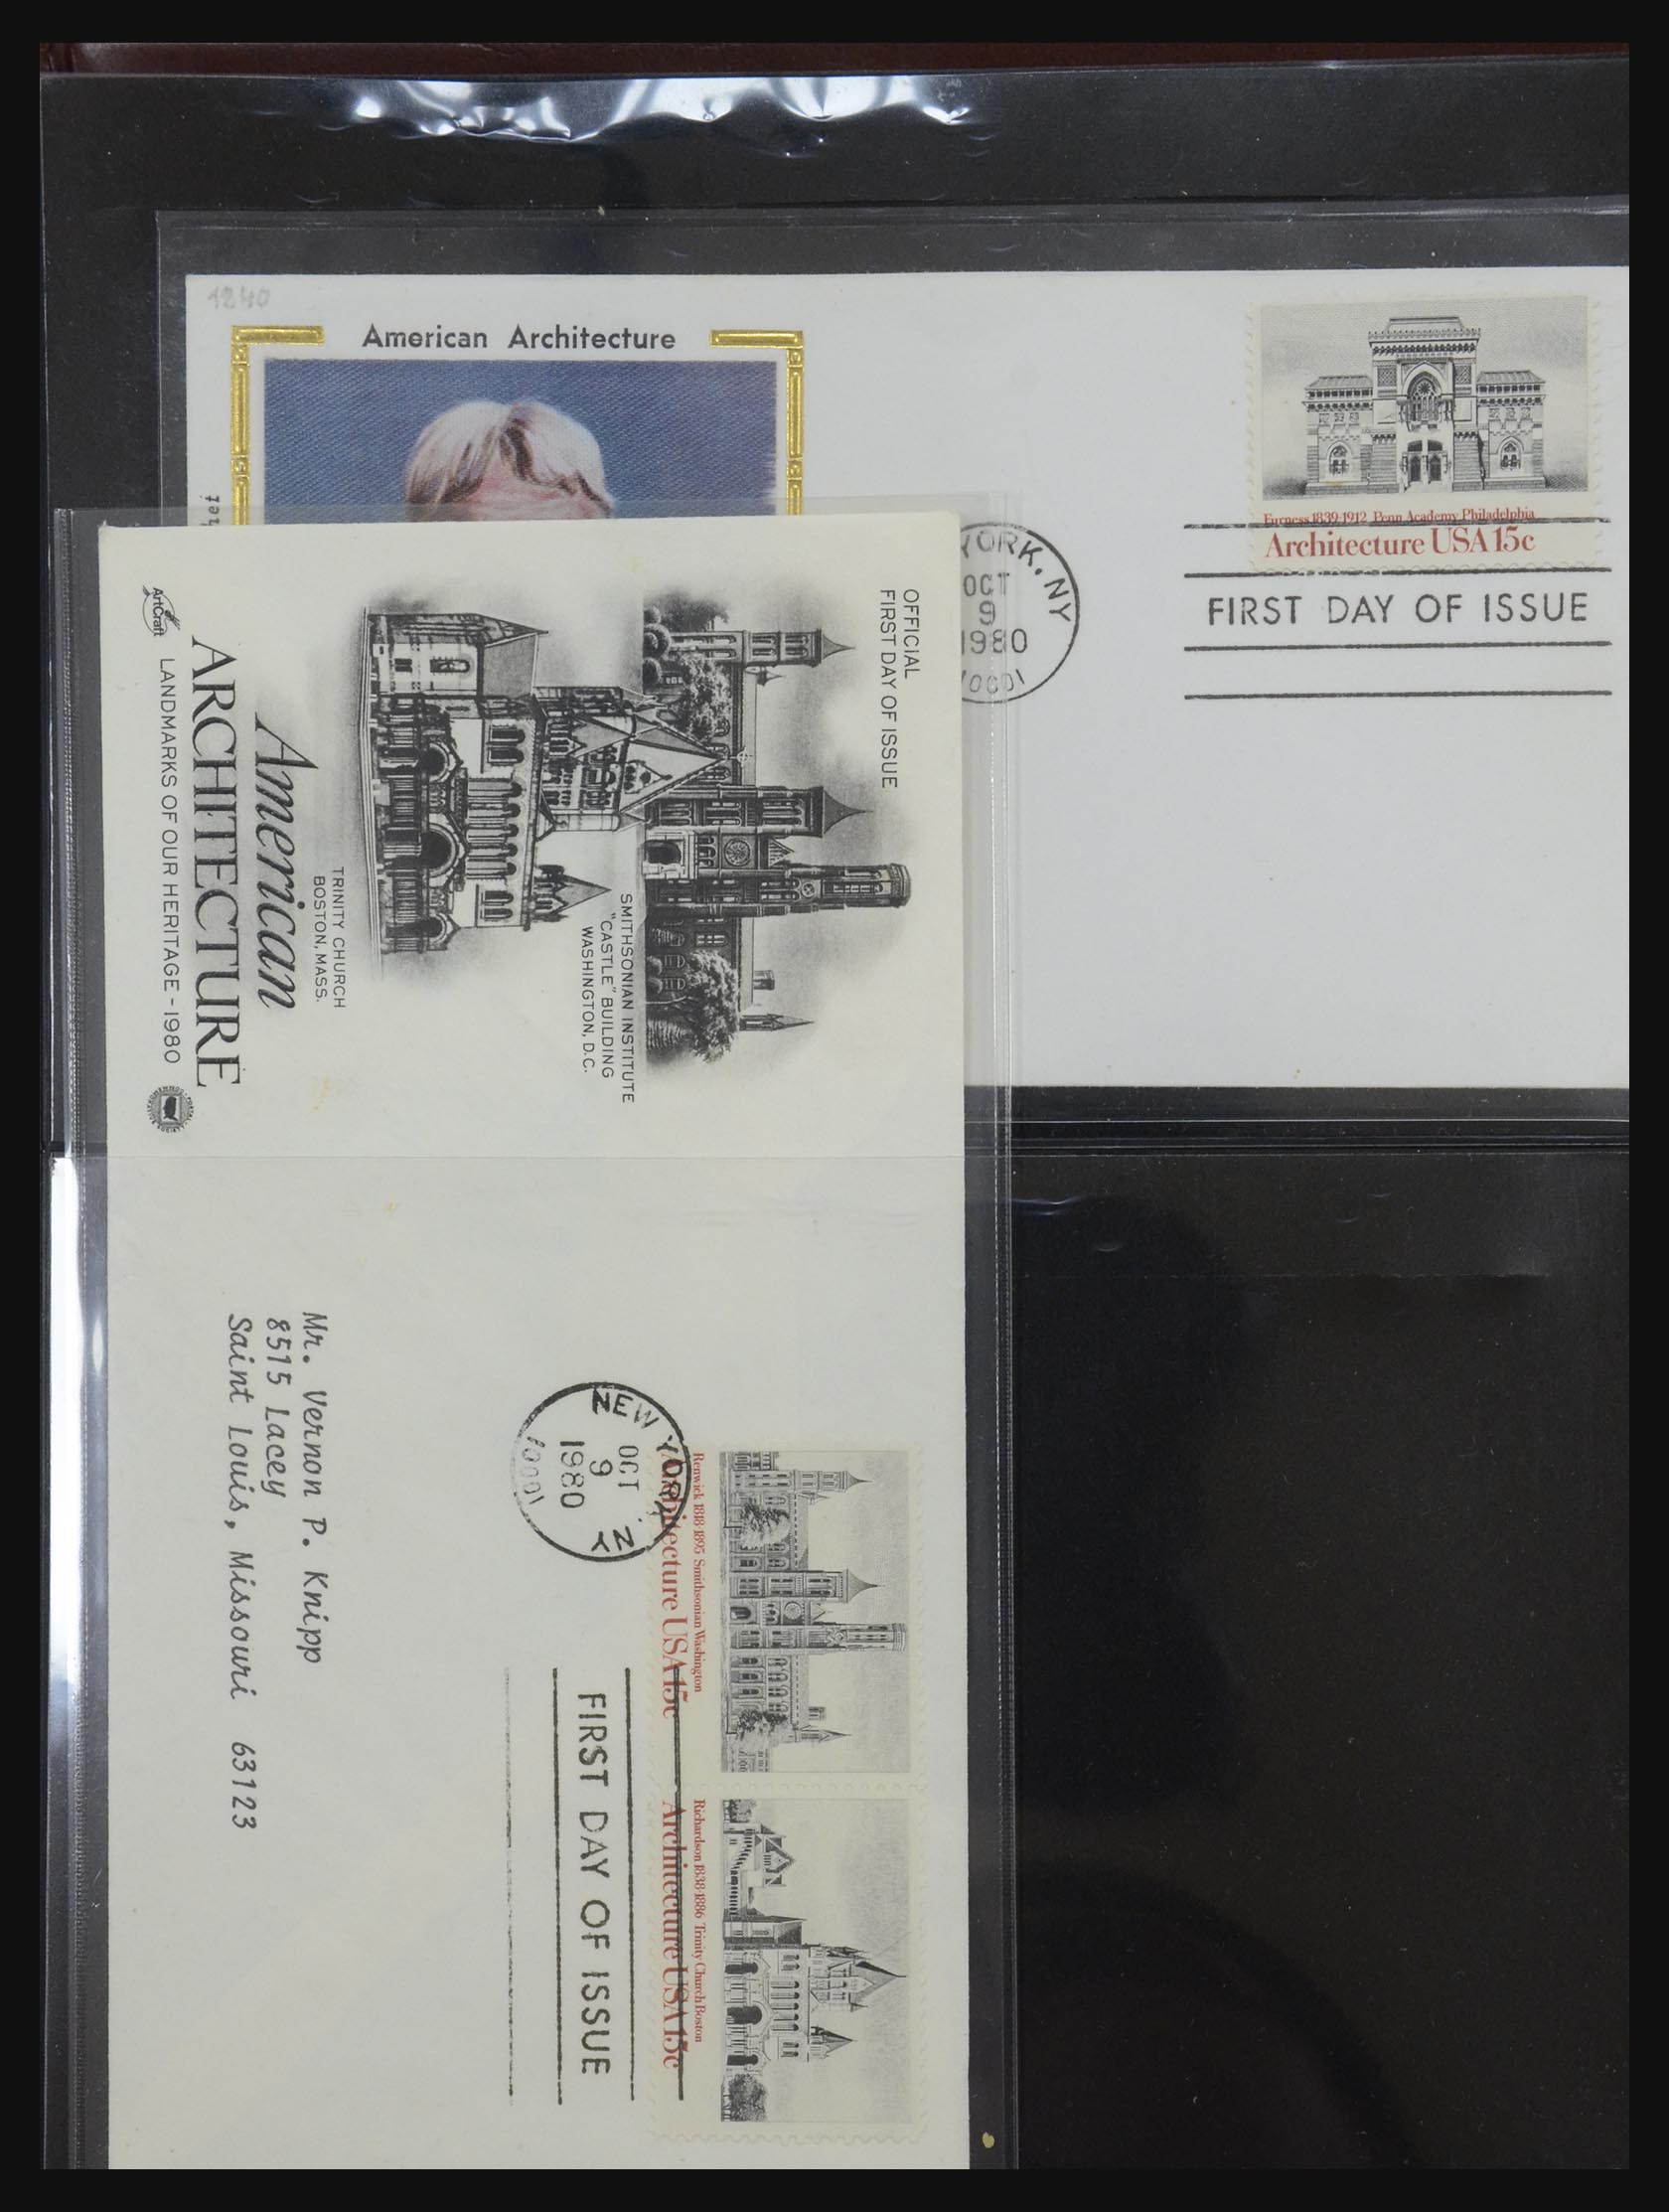 1240
American Architecture
Furness 1839-1912 Penn Academy Philadelphia
Architecture USA 15c
YORK, NY
OCT
9
1980
10001
FIRST DAY OF ISSUE
OFFICIAL
FIRST DAY OF ISSUE
SMITHSONIAN INSTITUTE
"CASTLE" BUILDING
WASHINGTON, D.C.
TRINITY CHURCH
BOSTON, MASS.
American
ARCHITECTURE
LANDMARKS OF OUR HERITAGE - 1980
ArtCraft
Renwick 1818-1895 Smithsonian Washington
Architecture USA 15c
Richardson 1838-1886 Trinity Church Boston
Architecture USA 15c
NEW YORK NY
OCT
9
1980
10001
FIRST DAY OF ISSUE
Mr. Vernon P. Knipp
8515 Lacey
Saint Louis, Missouri 63123